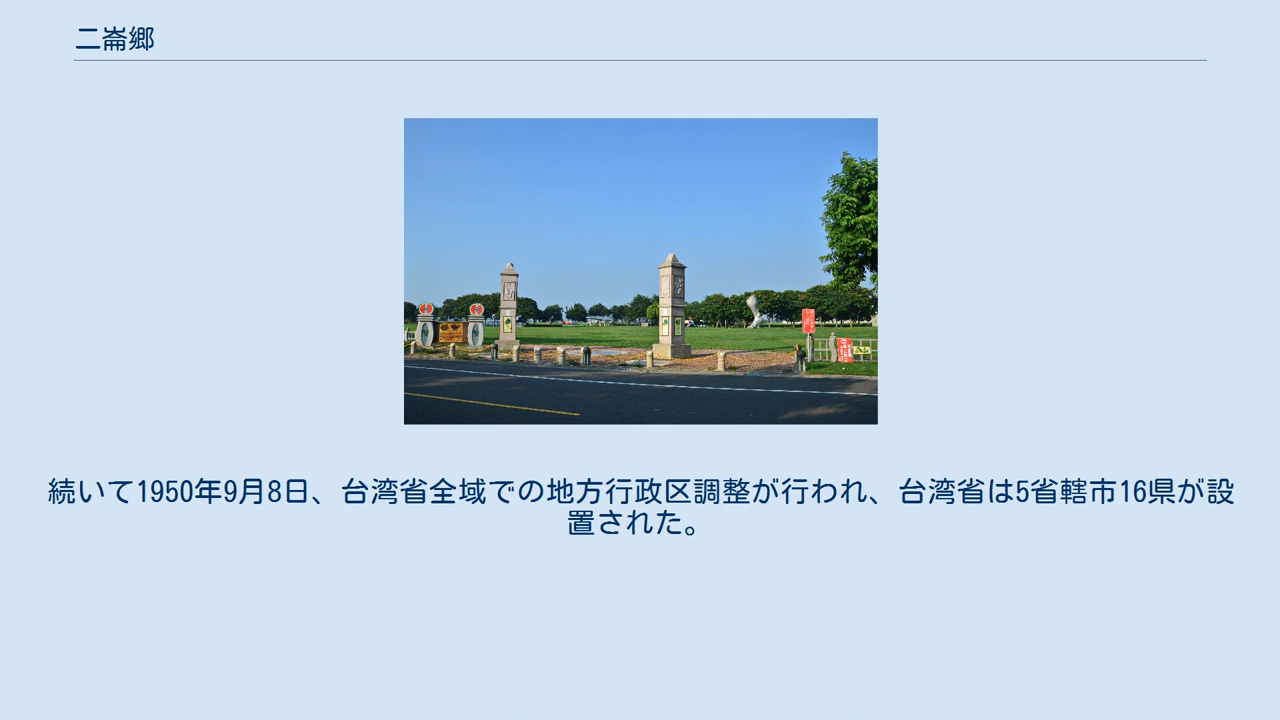 二崙郷
続いて1950年9月8日、台湾省全域での地方行政区調整が行われ、台湾省は5省轄市16県が設
置された。